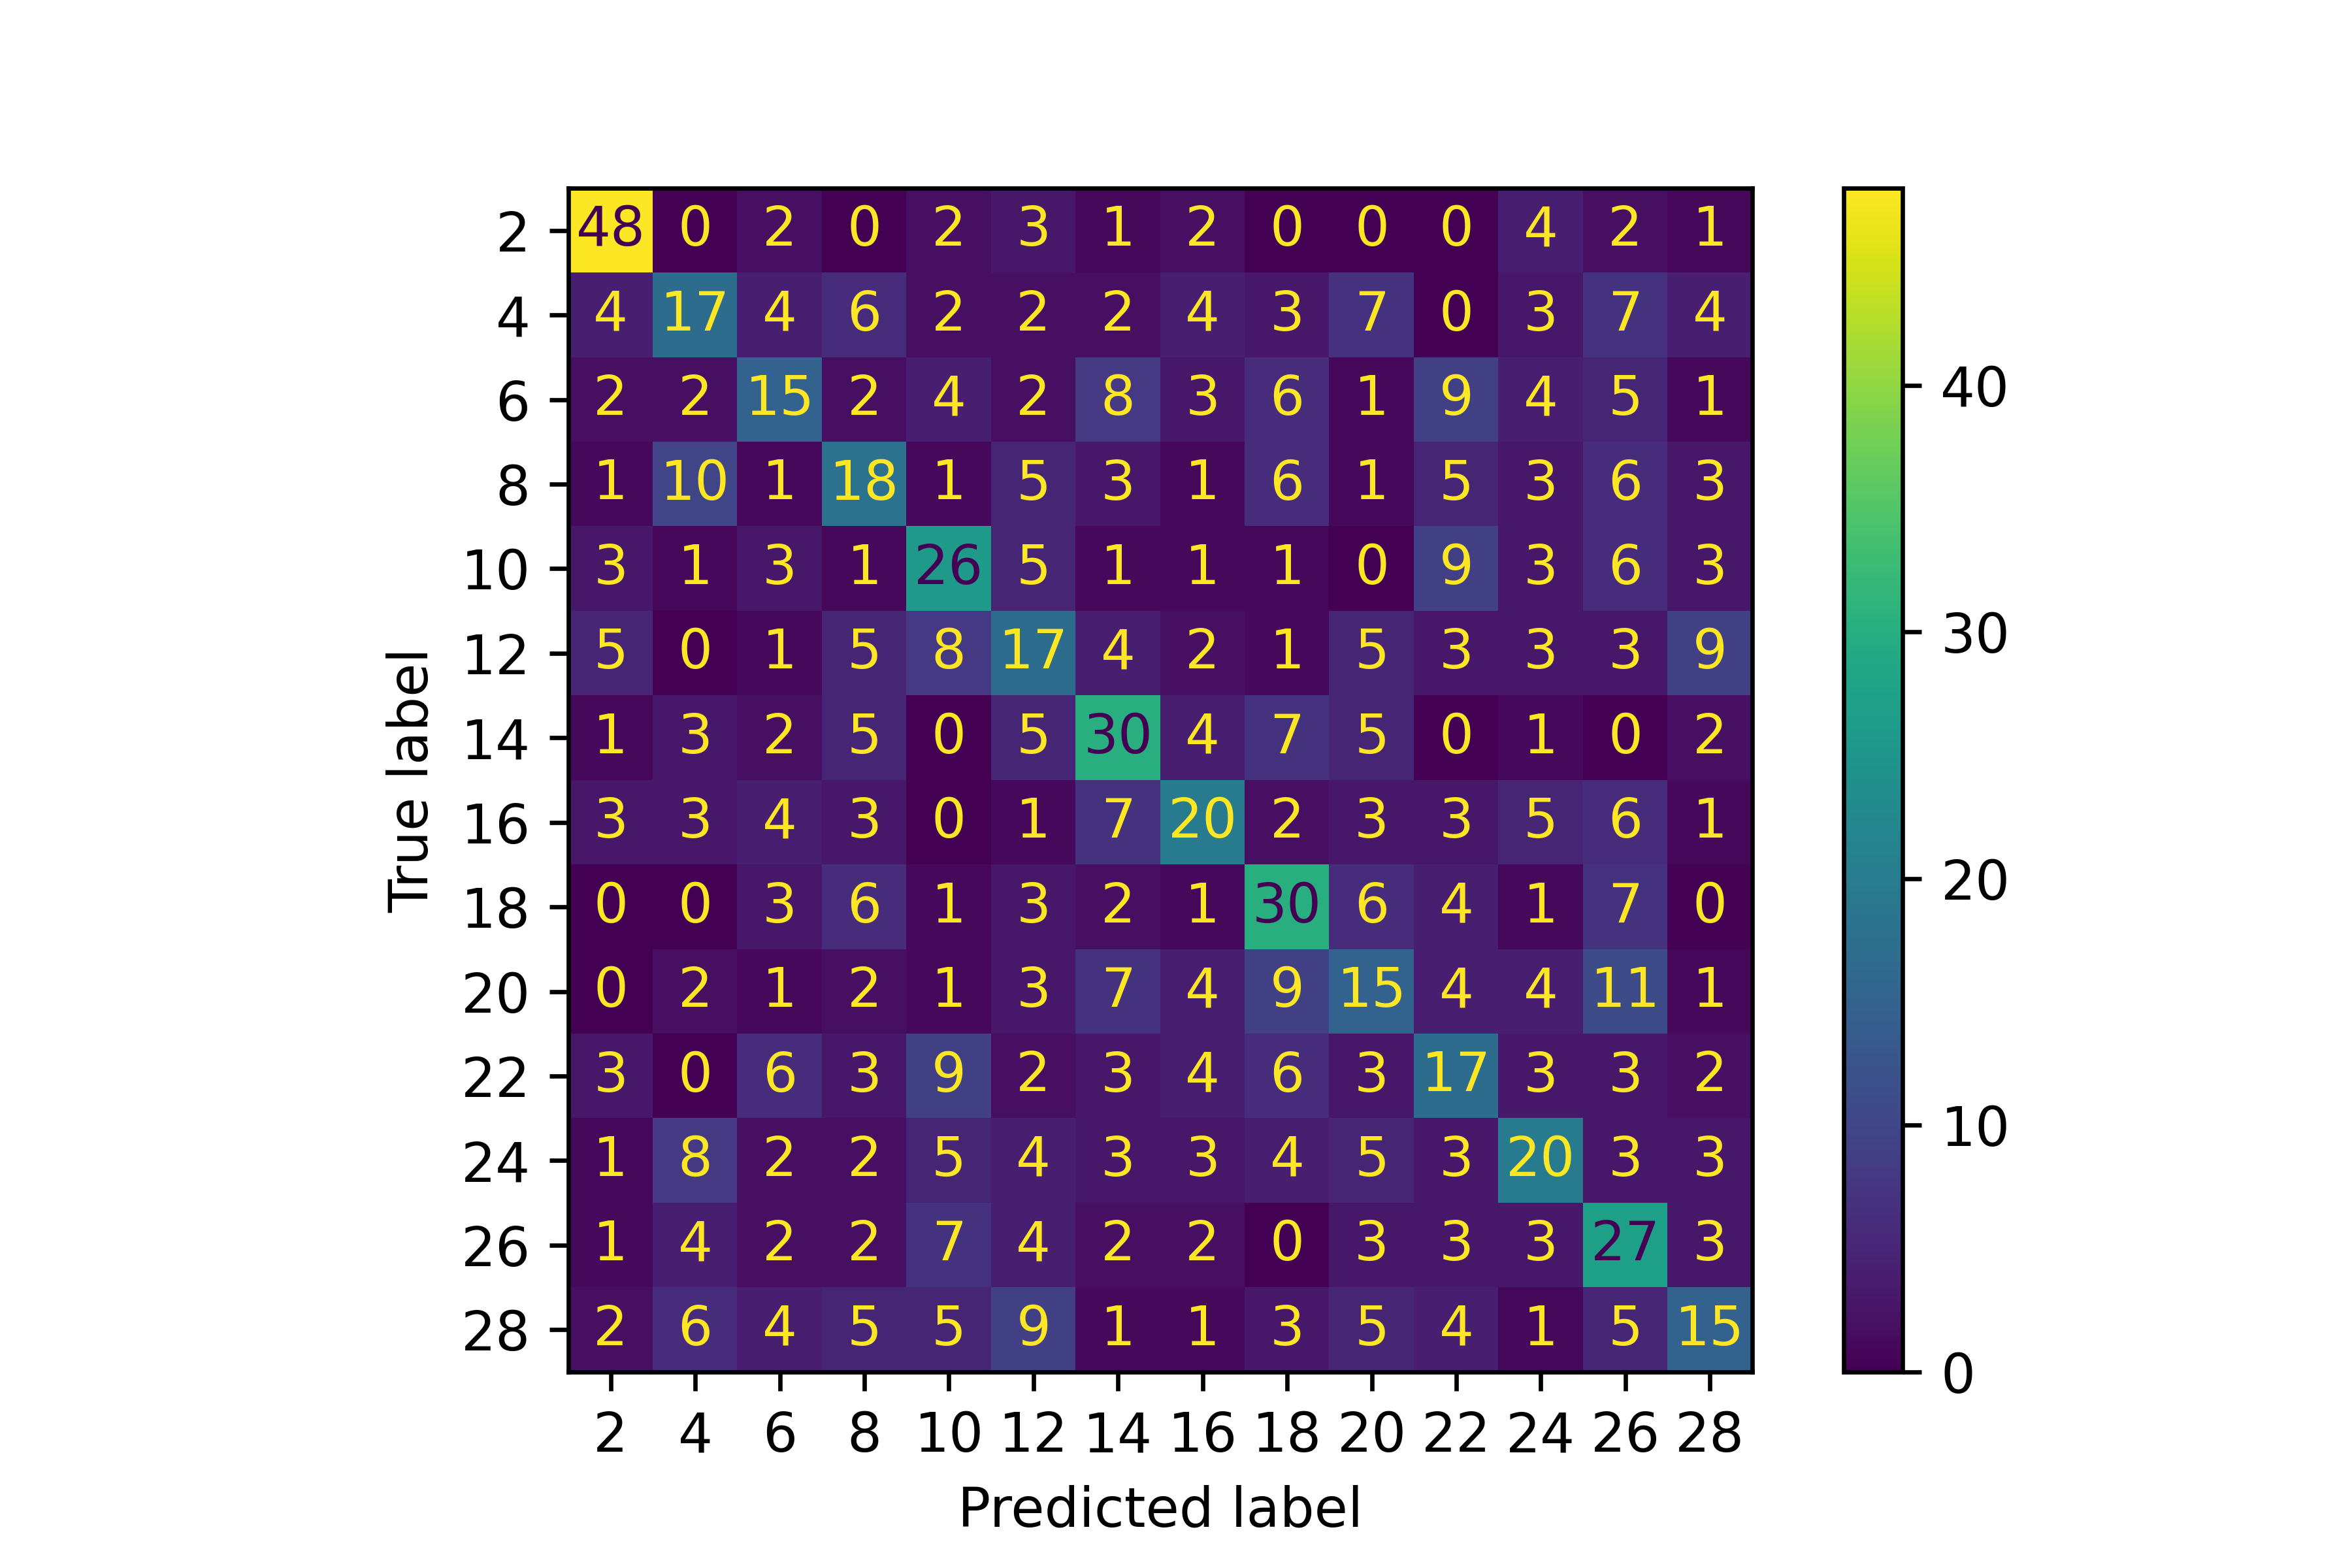 2 48 0 2 0 2 3 1 2 0 0 0 4 2 1
4 4 17 4 6 2 2 2 4 3 7 0 3 7 4
6 2 2 15 2 4 2 8 3 6 1 9 4 5 1
8 1 10 1 18 1 5 3 1 6 1 5 3 6 3
10 3 1 3 1 26 5 1 1 1 0 9 3 6 3
12 5 0 1 5 8 17 4 2 1 5 3 3 3 9
14 1 3 2 5 0 5 30 4 7 5 0 1 0 2
16 3 3 4 3 0 1 7 20 2 3 3 5 6 1
18 0 0 3 6 1 3 2 1 30 6 4 1 7 0
20 0 2 1 2 1 3 7 4 9 15 4 4 11 1
22 3 0 6 3 9 2 3 4 6 3 17 3 3 2
24 1 8 2 2 5 4 3 3 4 5 3 20 3 3
26 1 4 2 2 7 4 2 2 0 3 3 3 27 3
28 2 6 4 5 5 9 1 1 3 5 4 1 5 15
2 4 6 8 10 12 14 16 18 20 22 24 26 28
Predicted label
True label
40
30
20
10
0